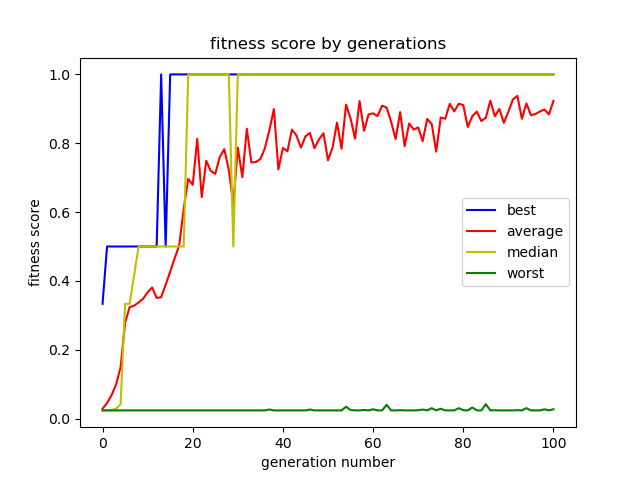 fitness score by generations
1.0
0.8
0.6
0.4
0.2
0.0
fitness score
best
average
median
worst
0 20 40 60 80 100
generation number